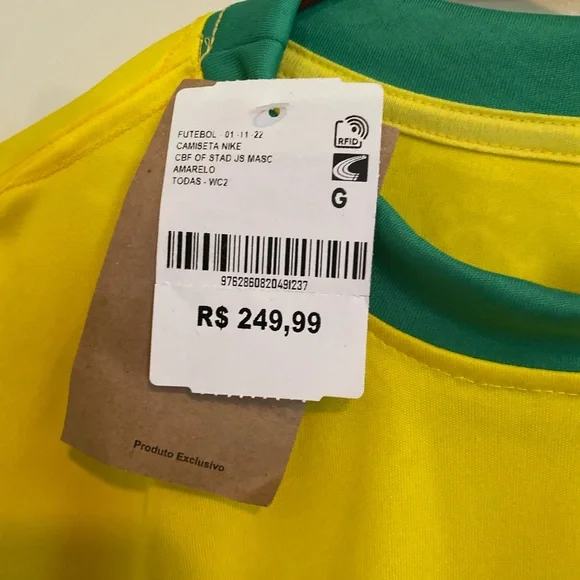 FUTEBOL - 01-11-22
CAMISETA NIKE
CBF OF STAD JS MASC
AMARELO
TODAS - WC2
RFID
G
9762860820491237
R$ 249,99
Produto Exclusivo